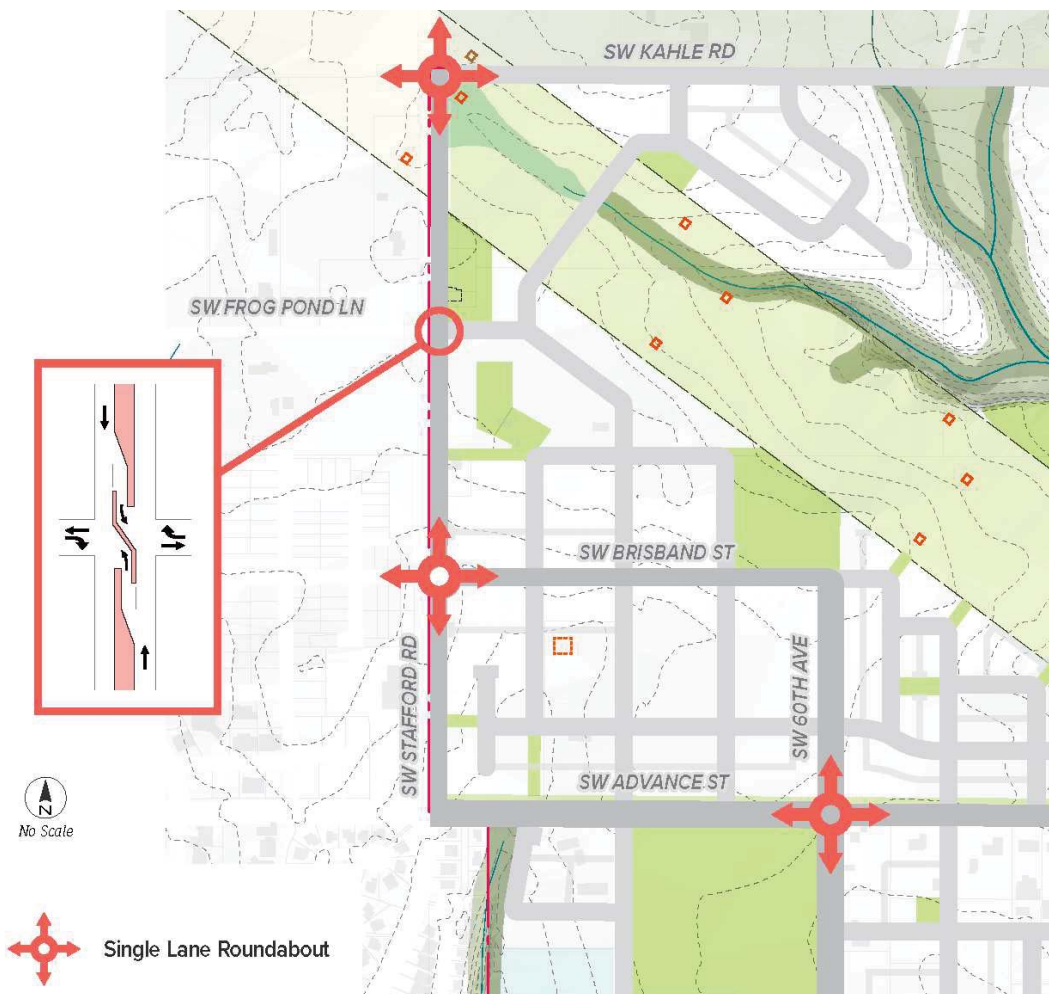 SW KAHLE RD
SW FROG POND LN
SW BRISBAND ST
SW STAFFORD RD
SW 60TH AVE
SW ADVANCE ST
N
No Scale
Single Lane Roundabout